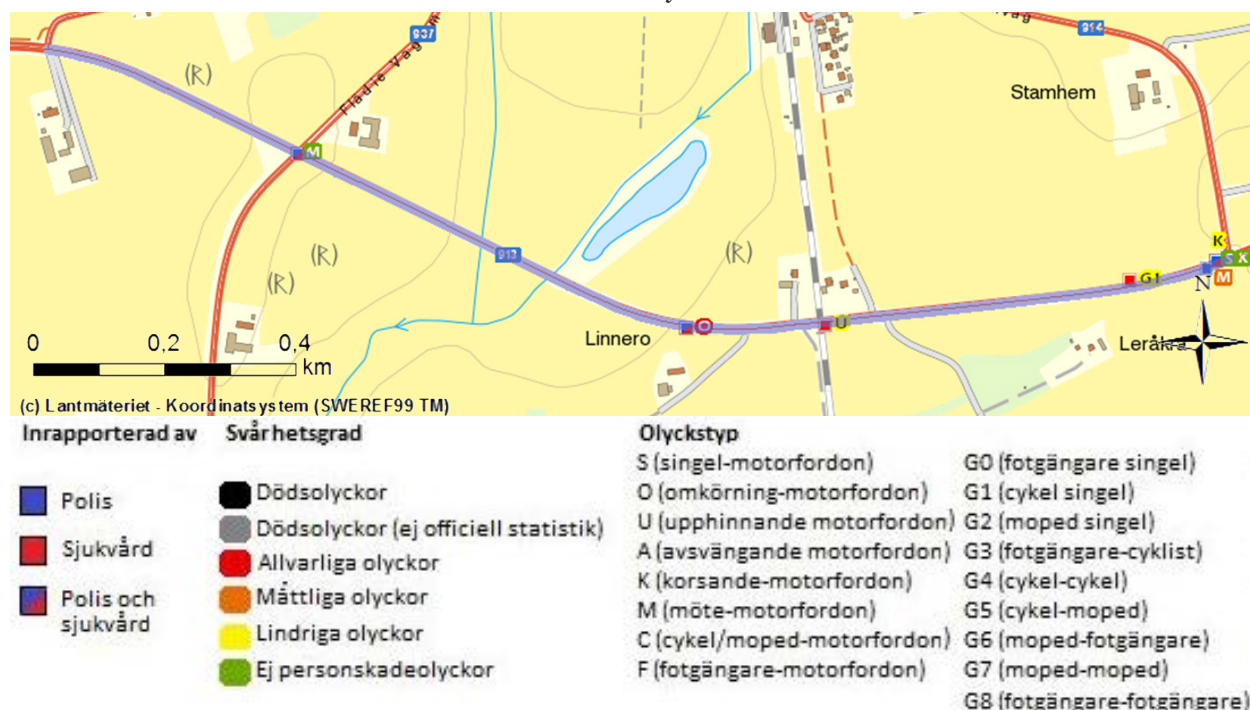 937
914
Flädie Väg
(R)
Stamhem
(R)
(R)
(R)
K
S K
M
G1
N
913
M
Linnero
O
U
0 0,2 0,4
km
(c) Lantmäteriet - Koordinatsystem (SWEREF99 TM)
Inrapporterad av
Polis
Sjukvård
Polis och
sjukvård
Svårhetsgrad
Dödsolyckor
Dödsolyckor (ej officiell statistik)
Allvarliga olyckor
Måttliga olyckor
Lindriga olyckor
Ej personskadeolyckor
Olyckstyp
S (singel-motorfordon)
O (omkörning-motorfordon)
U (upphinnande motorfordon)
A (avsvängande motorfordon)
K (korsande-motorfordon)
M (möte-motorfordon)
C (cykel/moped-motorfordon)
F (fotgängare-motorfordon)
G0 (fotgängare singel)
G1 (cykel singel)
G2 (moped singel)
G3 (fotgängare-cyklist)
G4 (cykel-cykel)
G5 (cykel-moped)
G6 (moped-fotgängare)
G7 (moped-moped)
G8 (fotgängare-fotgängare)